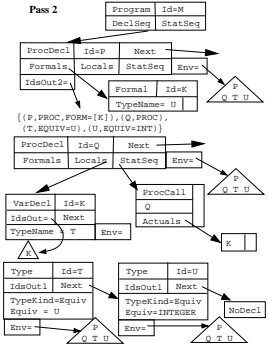 Pass 2
Program Id=M
DeclSeq StatSeq
ProcDecl Id=P Next
Formals Locals StatSeq Env=
IdsOut2=
P
Q T U
Formal Id=K
TypeName= U
{(P,PROC,FORM=[K]),(Q,PROC),
(T,EQUIV=U),(U,EQUIV=INT)}
ProcDecl Id=Q Next
Formals Locals StatSeq Env=
P
Q T U
VarDecl Id=K
IdsOut= Next
TypeName = T Env=
K
ProcCall
Q
Actuals
K
Type Id=T
IdsOut1 Next
TypeKind=Equiv
Equiv = U
Env=
P
Q T U
Type Id=U
IdsOut1 Next
TypeKind=Equiv
Equiv=INTEGER
Env=
P
Q T U
NoDecl